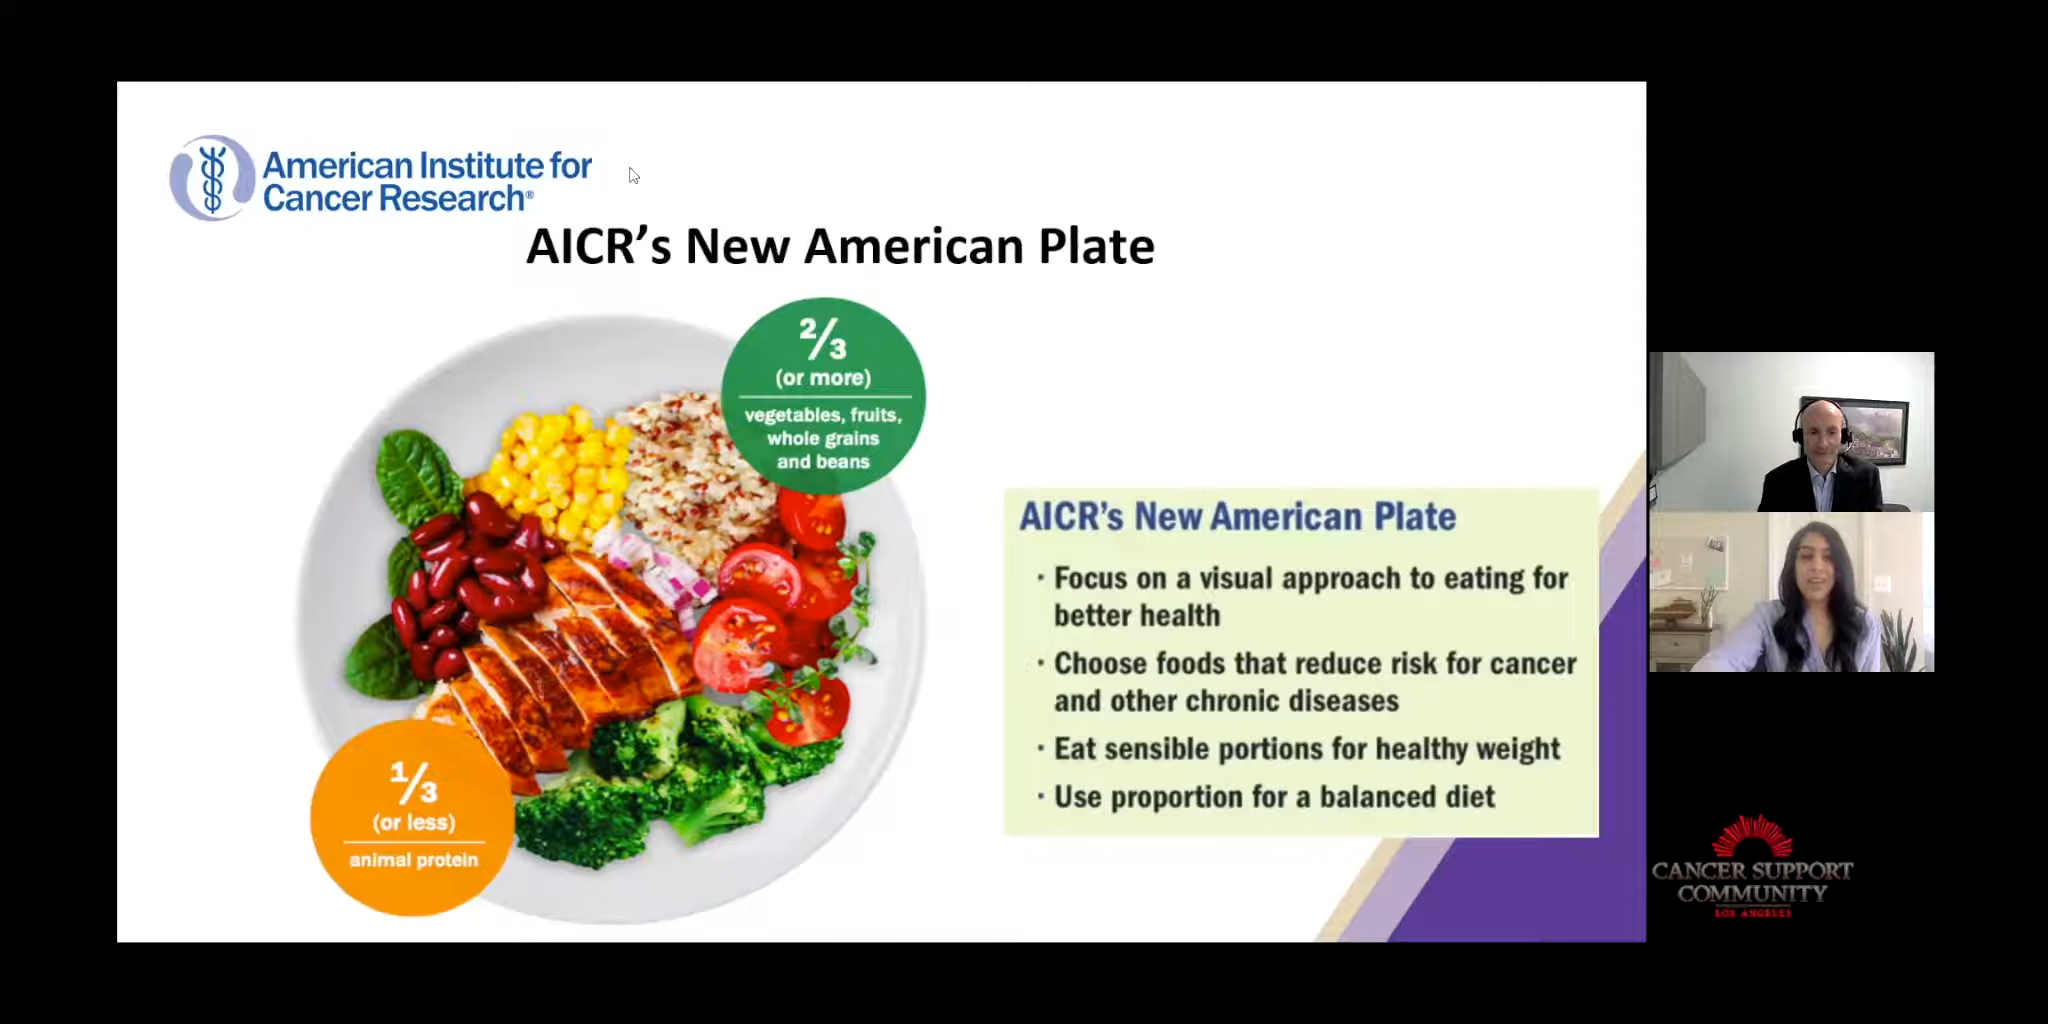 American Institute for
Cancer Research®
AICR's New American Plate
2/3
(or more)
vegetables, fruits,
whole grains
and beans
1/3
(or less)
animal protein
AICR's New American Plate
· Focus on a visual approach to eating for
better health
· Choose foods that reduce risk for cancer
and other chronic diseases
· Eat sensible portions for healthy weight
· Use proportion for a balanced diet
CANCER SUPPORT
COMMUNITY
LOS ANGELES